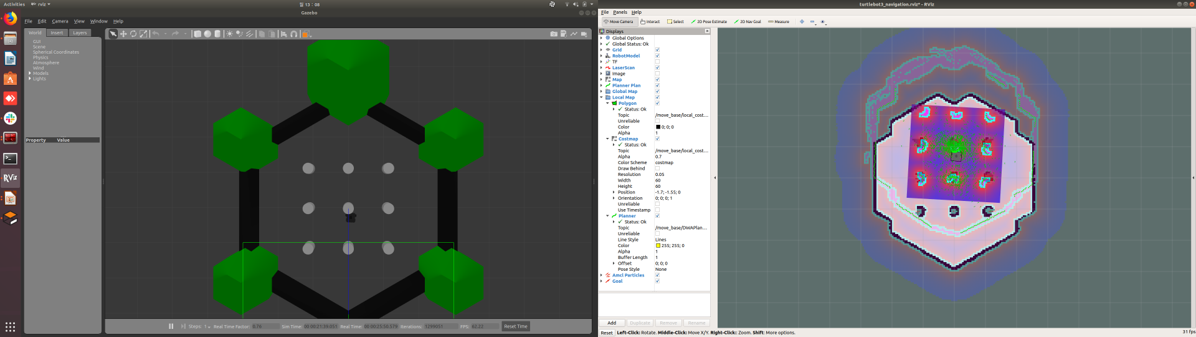 Activities
rviz
15 : 38
Gazebo
File Edit Camera View Window Help
World Insert Layers
GUI
Scene
Spherical Coordinates
Physics
Atmosphere
Wind
Models
Lights
Property Value
Real Time Factor:
Sim Time:
Real Time:
Iterations:
FPS:
Reset Time
RViz
turtlebot3_navigation.rviz* - RViz
File Panels Help
Move Camera
Interact
Select
2D Pose Estimate
2D Nav Goal
Measure
Displays
Global Options
Global Status: Ok
Grid
RobotModel
TF
LaserScan
Image
Map
Planner Plan
Global Map
Local Map
Polygon
Status: Ok
Topic /move_base/local_cost...
Unreliable
Color 0; 0; 0
Alpha 1
Costmap
Status: Ok
Topic /move_base/local_cost...
Alpha 0.7
Color Scheme costmap
Draw Behind
Resolution 0.05
Width 60
Height 60
Position -1.7; -1.55; 0
Orientation 0; 0; 0; 1
Unreliable
Use Timestamp
Planner
Status: Ok
Topic /move_base/DWAPlan...
Unreliable
Line Style Lines
Color 255; 255; 0
Alpha 1
Buffer Length 1
Offset 0; 0; 0
Pose Style None
Amcl Particles
Goal
Add Duplicate Remove Rename
Reset Left-Click: Rotate. Middle-Click: Move X/Y. Right-Click: Zoom. Shift: More options.
31 fps